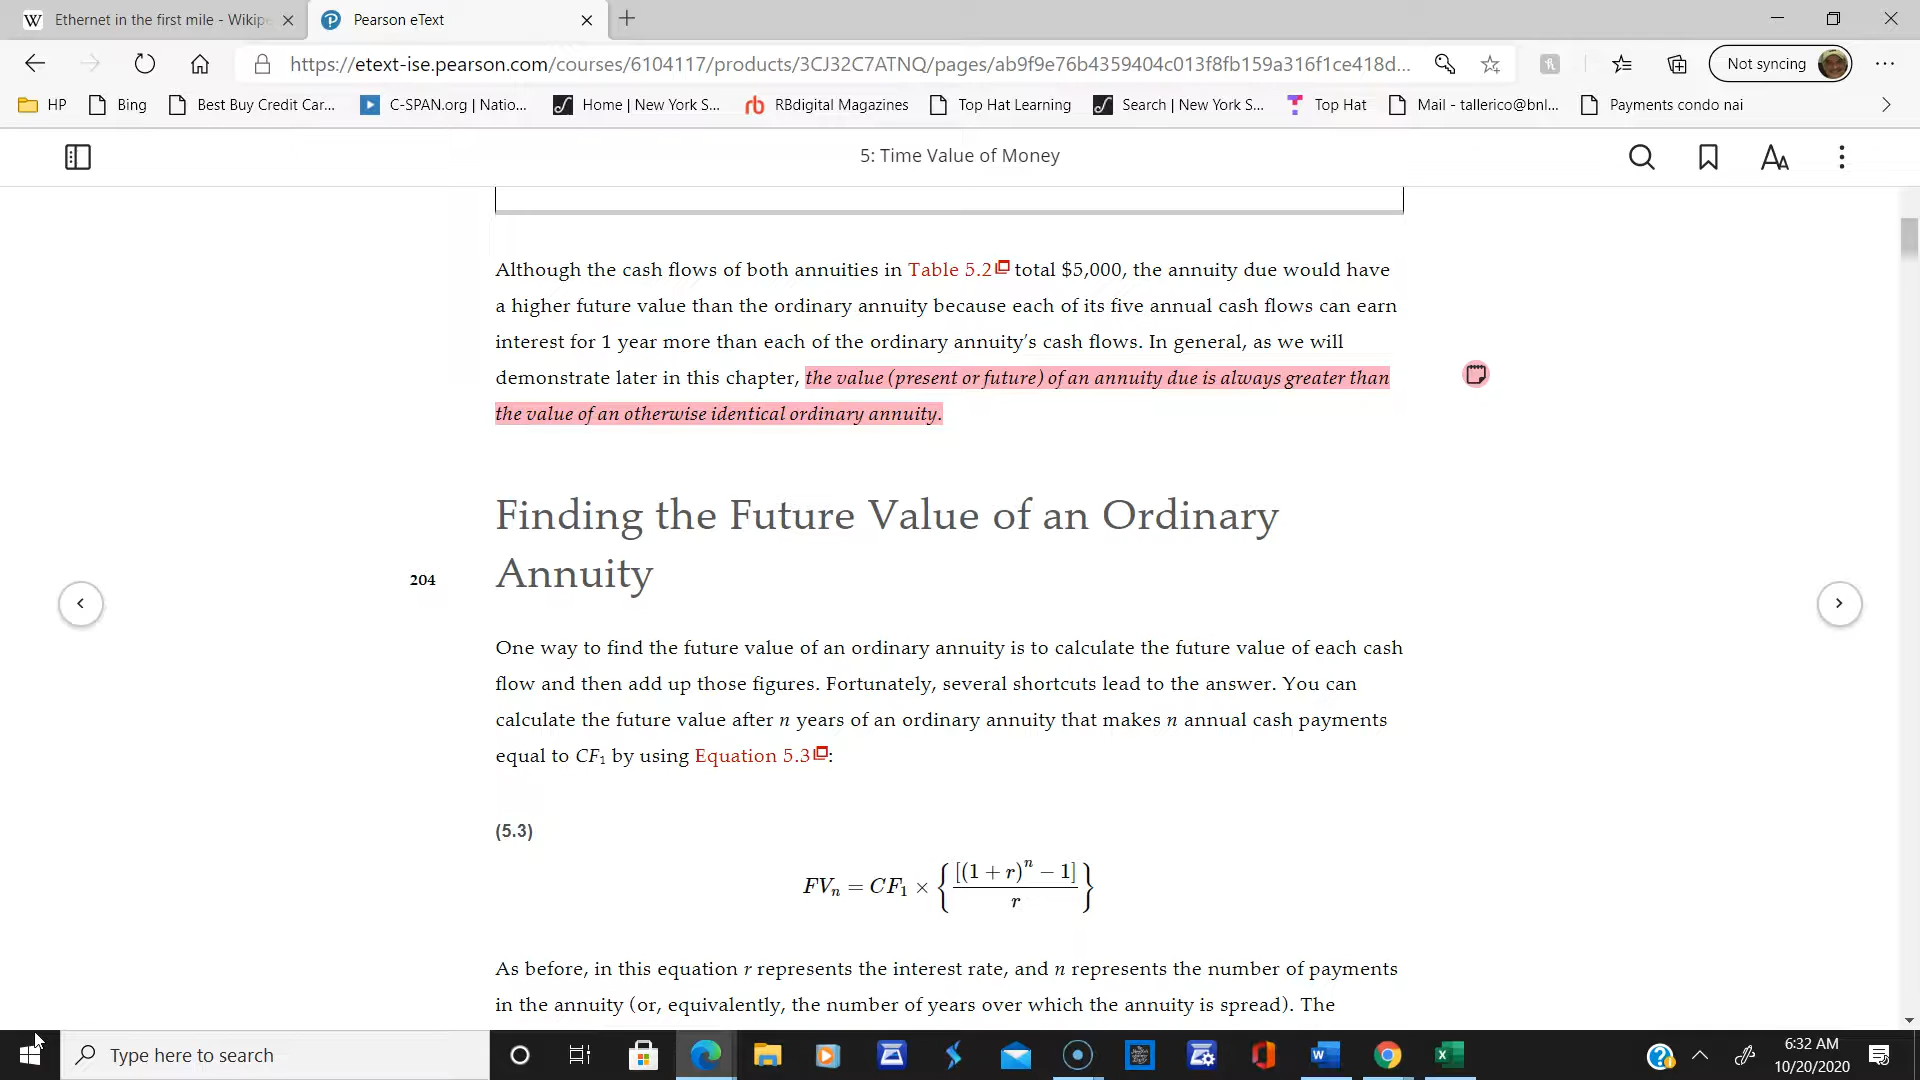 Ethernet in the first mile - Wikipe
Pearson eText
https://etext-ise.pearson.com/courses/6104117/products/3CJ32C7ATNQ/pages/ab9f9e76b4359404c013f8fb159a316f1ce418d...
Not syncing
HP
Bing
Best Buy Credit Car...
C-SPAN.org | Natio...
Home | New York S...
RBdigital Magazines
Top Hat Learning
Search | New York S...
Top Hat
Mail - tallerico@bnl...
Payments condo nai
5: Time Value of Money
Although the cash flows of both annuities in Table 5.2 total $5,000, the annuity due would have
a higher future value than the ordinary annuity because each of its five annual cash flows can earn
interest for 1 year more than each of the ordinary annuity's cash flows. In general, as we will
demonstrate later in this chapter, the value (present or future) of an annuity due is always greater than
the value of an otherwise identical ordinary annuity.
Finding the Future Value of an Ordinary
204 Annuity
One way to find the future value of an ordinary annuity is to calculate the future value of each cash
flow and then add up those figures. Fortunately, several shortcuts lead to the answer. You can
calculate the future value after n years of an ordinary annuity that makes n annual cash payments
equal to CF₁ by using Equation 5.3:
(5.3)
FVₙ = CF₁ × { [(1 + r)ⁿ − 1] / r }
As before, in this equation r represents the interest rate, and n represents the number of payments
in the annuity (or, equivalently, the number of years over which the annuity is spread). The
Type here to search
6:32 AM
10/20/2020